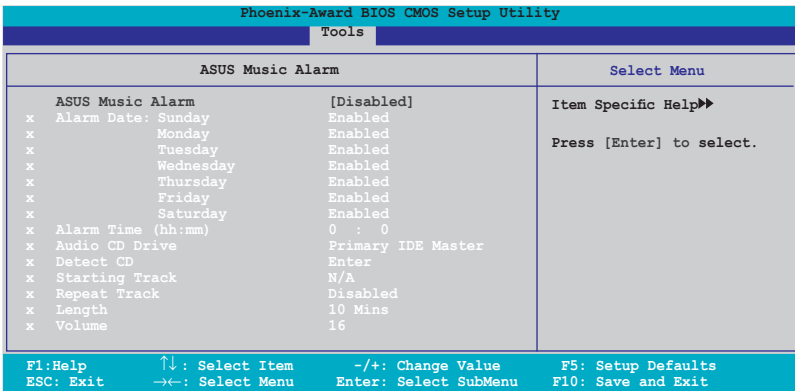 Phoenix-Award BIOS CMOS Setup Utility
Tools
ASUS Music Alarm
Select Menu
ASUS Music Alarm [Disabled]
x Alarm Date: Sunday Enabled
x Monday Enabled
x Tuesday Enabled
x Wednesday Enabled
x Thursday Enabled
x Friday Enabled
x Saturday Enabled
x Alarm Time (hh:mm) 0 : 0
x Audio CD Drive Primary IDE Master
x Detect CD Enter
x Starting Track N/A
x Repeat Track Disabled
x Length 10 Mins
x Volume 16
Item Specific Help▶▶
Press [Enter] to select.
F1:Help ↑↓: Select Item -/+: Change Value F5: Setup Defaults
ESC: Exit →←: Select Menu Enter: Select SubMenu F10: Save and Exit